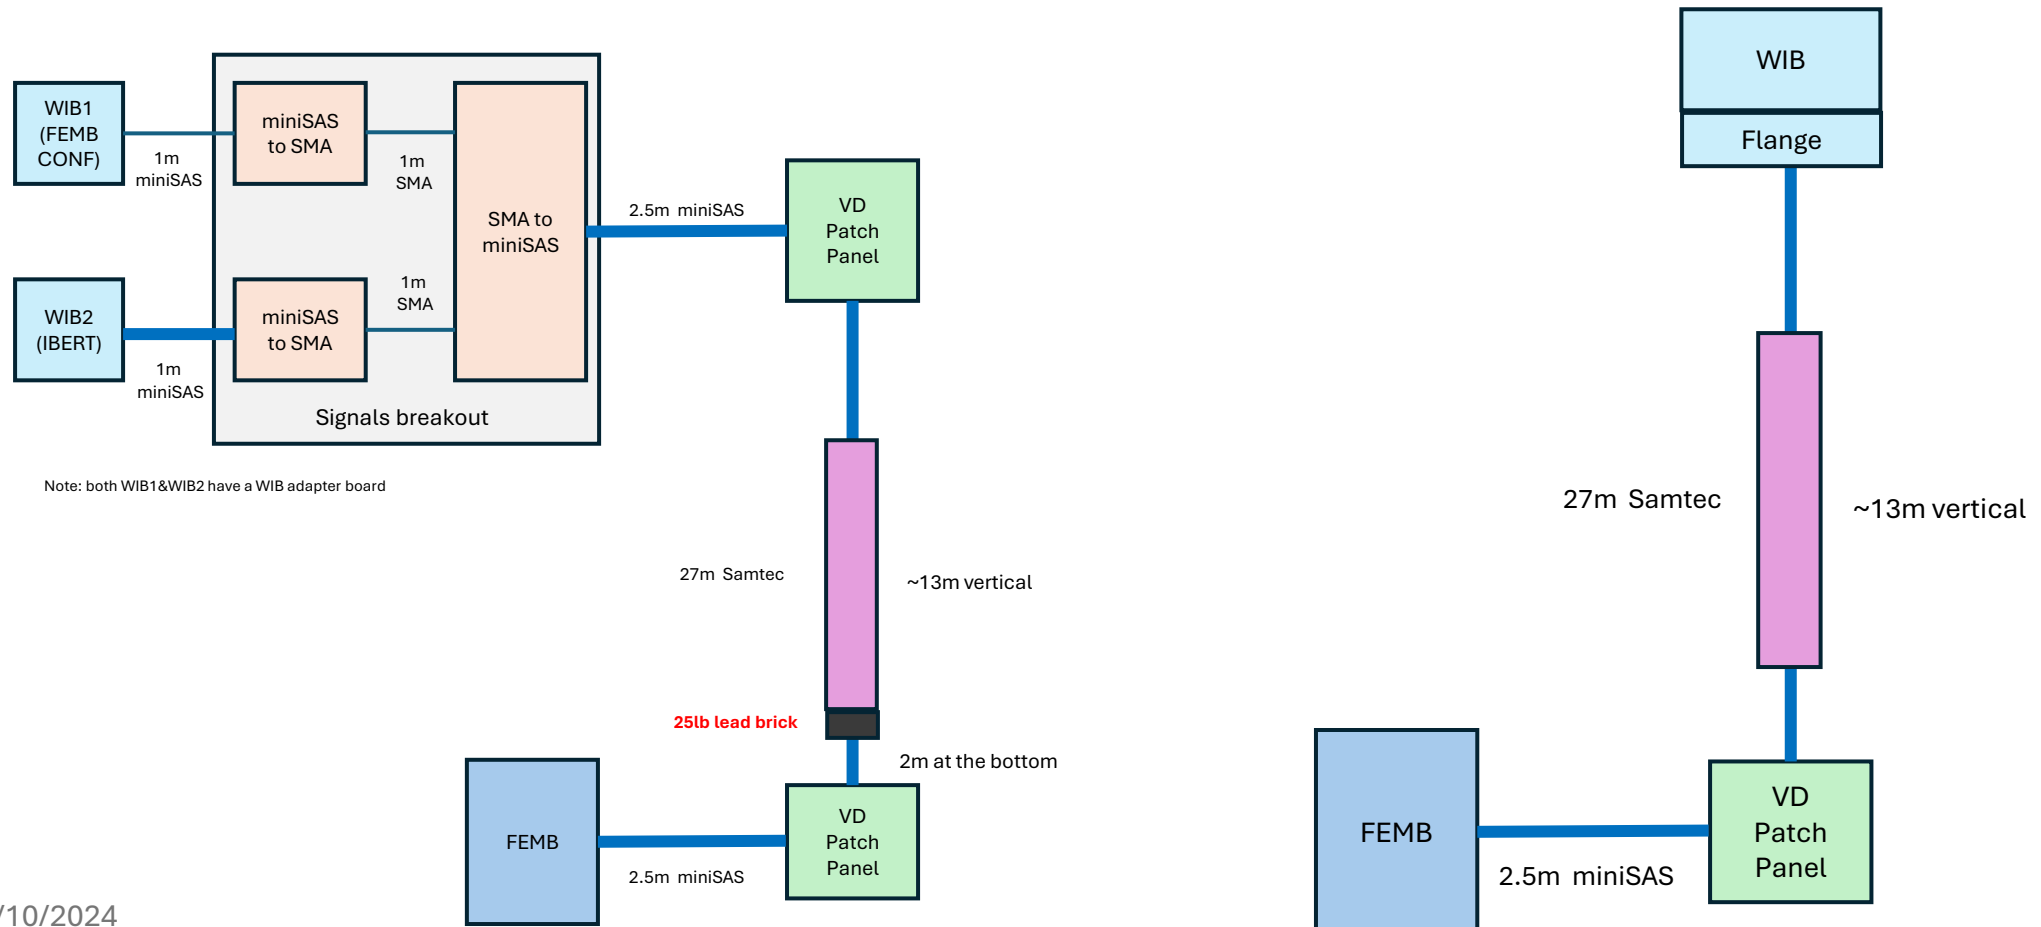 WIB1
(FEMB
CONF)
1m
miniSAS
miniSAS
to SMA
1m
SMA
SMA to
miniSAS
WIB2
(IBERT)
1m
miniSAS
miniSAS
to SMA
1m
SMA
Signals breakout
Note: both WIB1&WIB2 have a WIB adapter board
2.5m miniSAS
VD
Patch
Panel
27m Samtec
~13m vertical
25lb lead brick
2m at the bottom
FEMB
2.5m miniSAS
VD
Patch
Panel
WIB
Flange
27m Samtec
~13m vertical
FEMB
2.5m miniSAS
VD
Patch
Panel
/10/2024